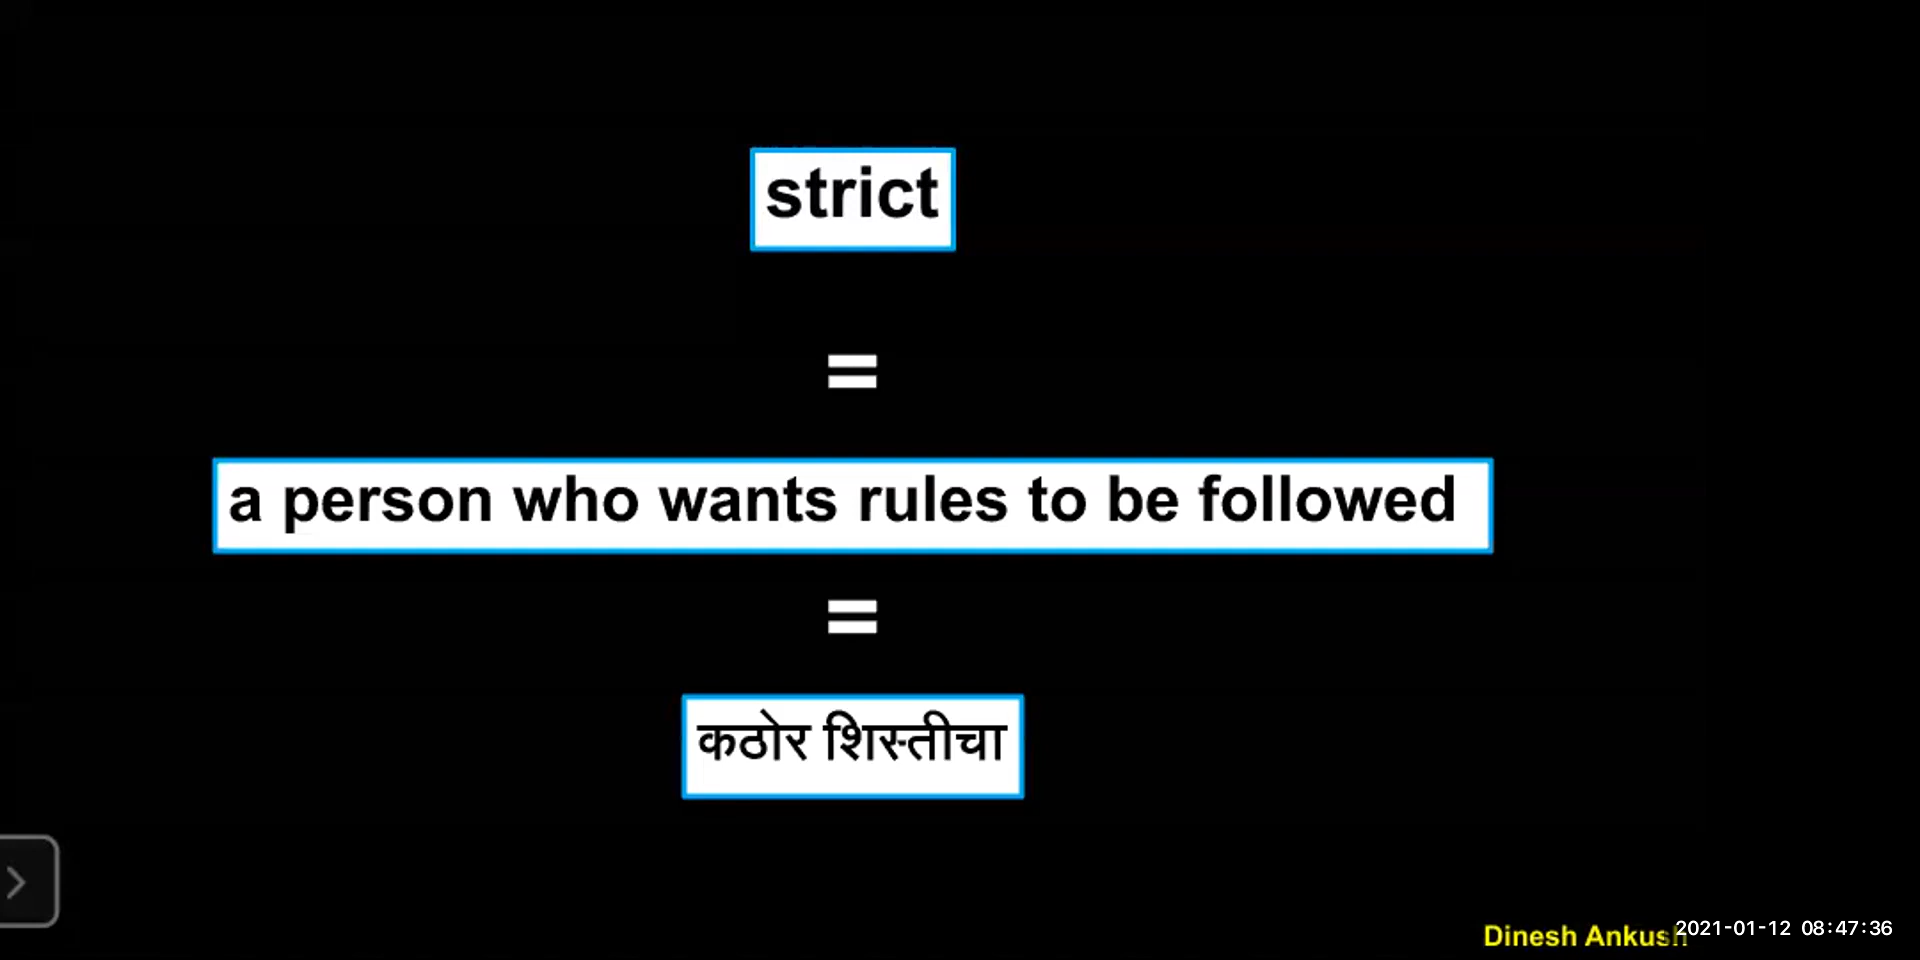 strict
=
a person who wants rules to be followed
=
कठोर शिस्तीचा
Dinesh Ankush
2021-01-12 08:47:36